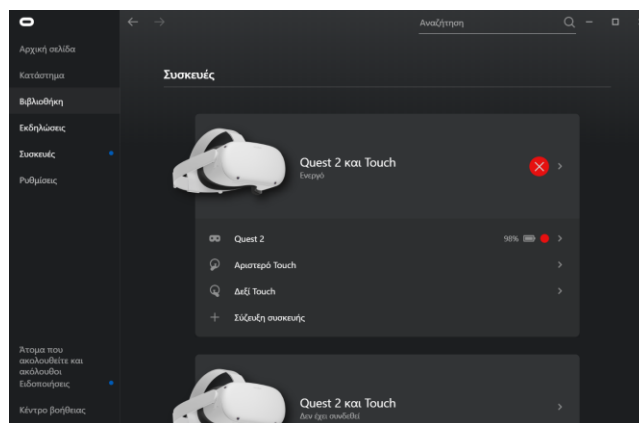 Αναζήτηση
Αρχική σελίδα
Κατάστημα
Βιβλιοθήκη
Εκδηλώσεις
Συσκευές
Ρυθμίσεις
Άτομα που
ακολουθείτε και
ακόλουθοι
Ειδοποιήσεις
Κέντρο βοήθειας
Συσκευές
Quest 2 και Touch
Ενεργό
Quest 2
98%
Αριστερό Touch
Δεξί Touch
Σύζευξη συσκευής
Quest 2 και Touch
Δεν έχει συνδεθεί